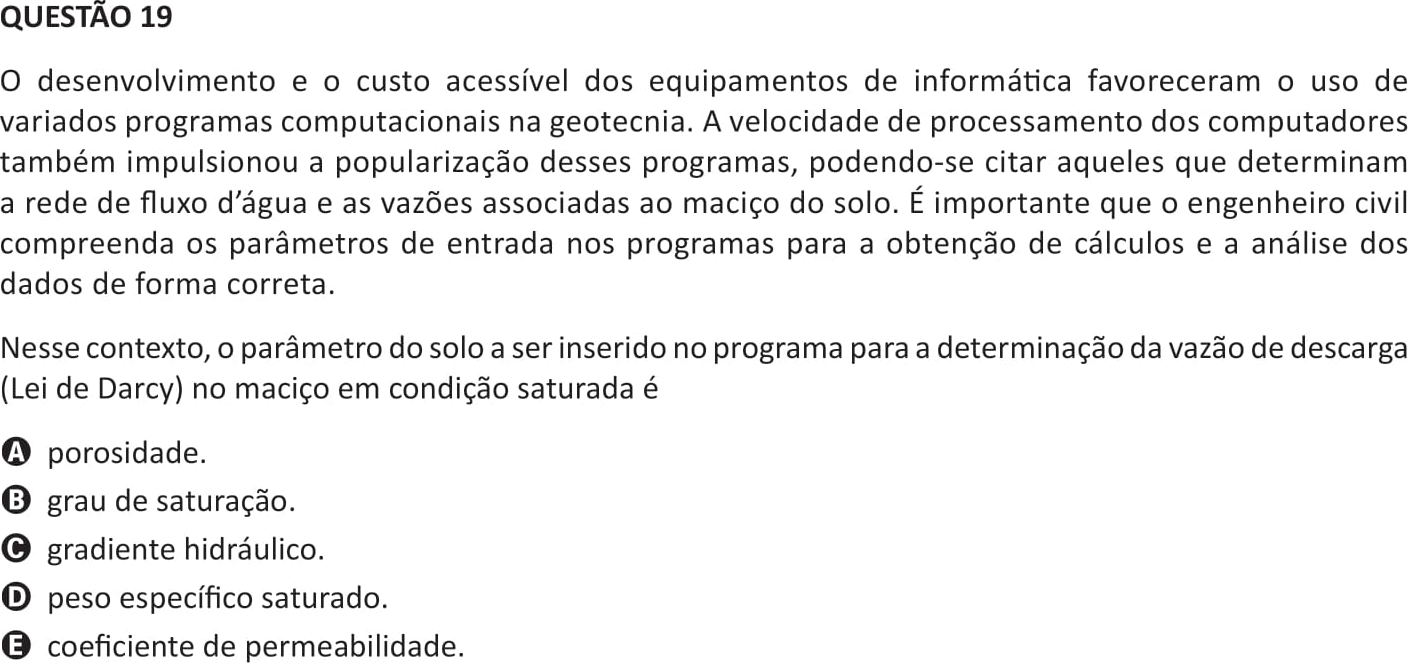 QUESTÃO 19
O desenvolvimento e o custo acessível dos equipamentos de informática favoreceram o uso de
variados programas computacionais na geotecnia. A velocidade de processamento dos computadores
também impulsionou a popularização desses programas, podendo-se citar aqueles que determinam
a rede de fluxo d’água e as vazões associadas ao maciço do solo. É importante que o engenheiro civil
compreenda os parâmetros de entrada nos programas para a obtenção de cálculos e a análise dos
dados de forma correta.
Nesse contexto, o parâmetro do solo a ser inserido no programa para a determinação da vazão de descarga
(Lei de Darcy) no maciço em condição saturada é
A porosidade.
B grau de saturação.
C gradiente hidráulico.
D peso específico saturado.
E coeficiente de permeabilidade.